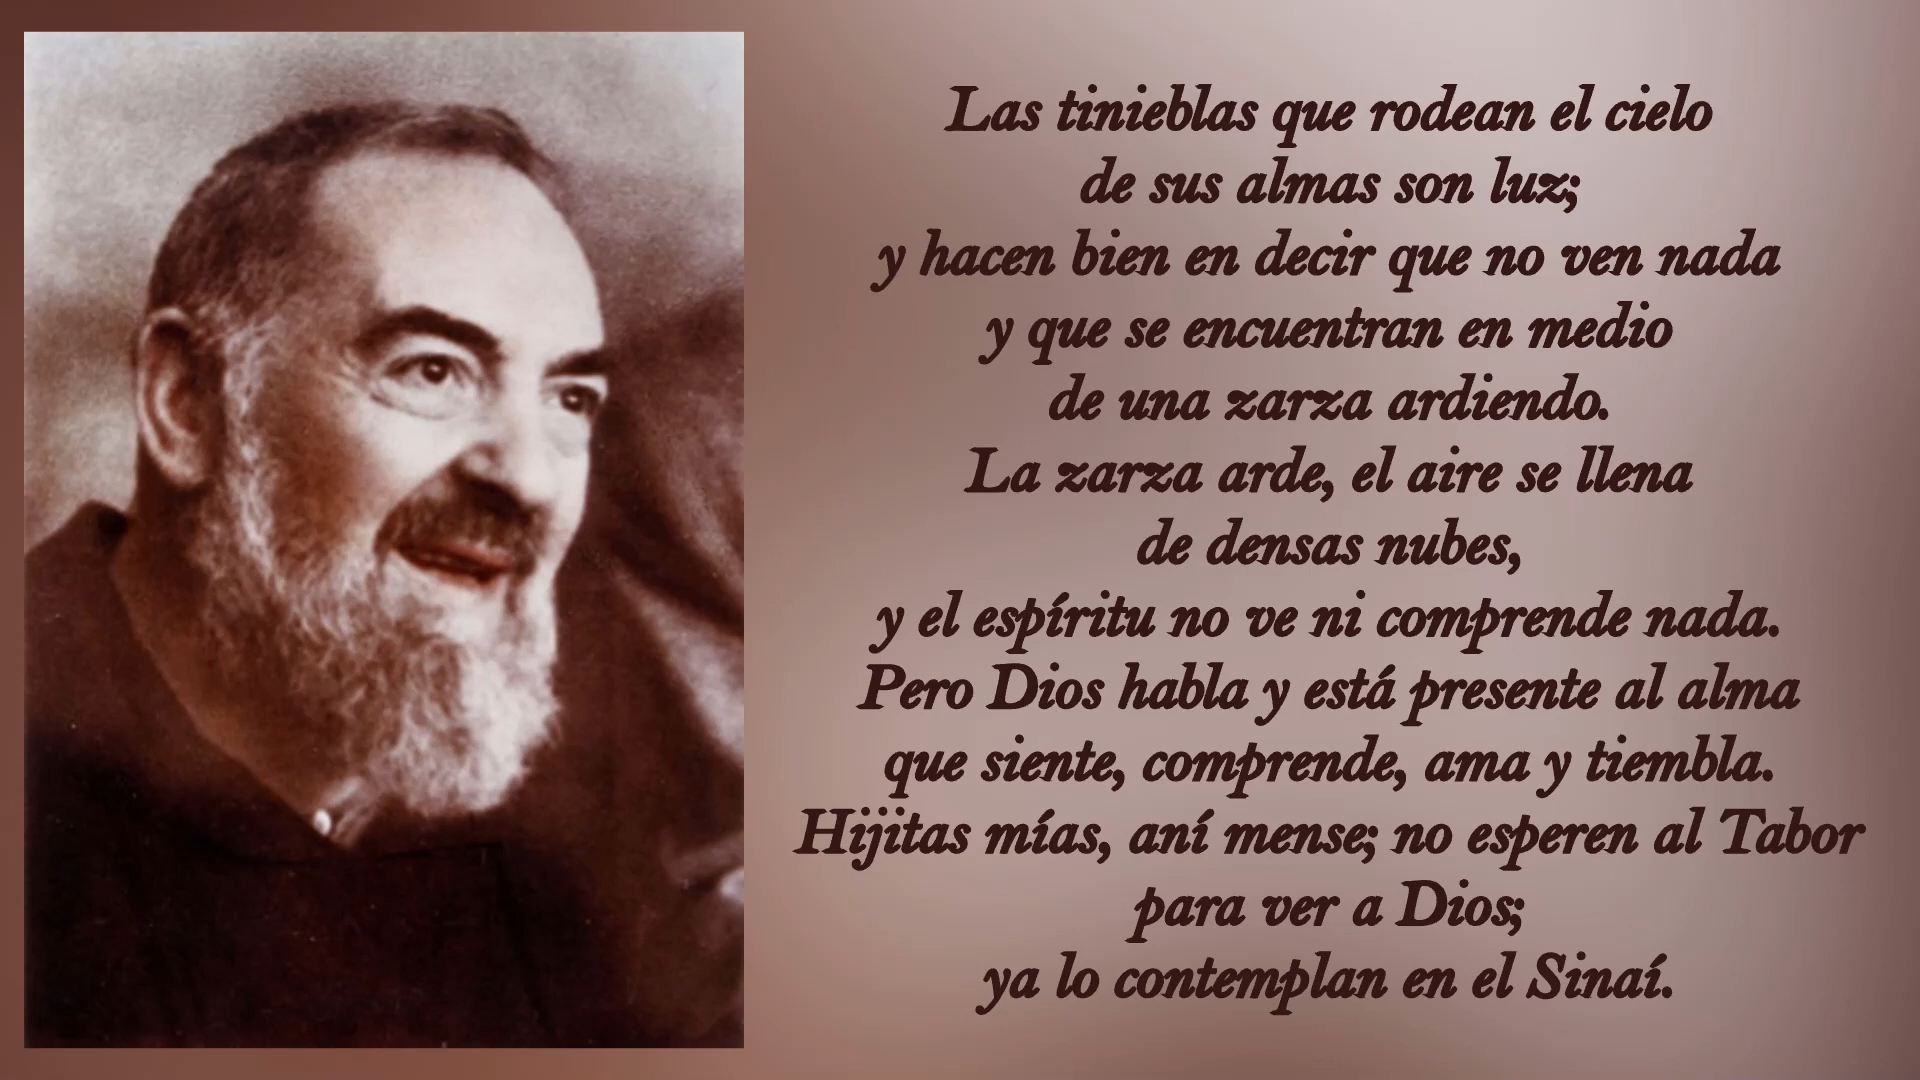 Las tinieblas que rodean el cielo
de sus almas son luz;
y hacen bien en decir que no ven nada
y que se encuentran en medio
de una zarza ardiendo.
La zarza arde, el aire se llena
de densas nubes,
y el espíritu no ve ni comprende nada.
Pero Dios habla y está presente al alma
que siente, comprende, ama y tiembla.
Hijitas mías, aní mense; no esperen al Tabor
para ver a Dios;
ya lo contemplan en el Sinaí.